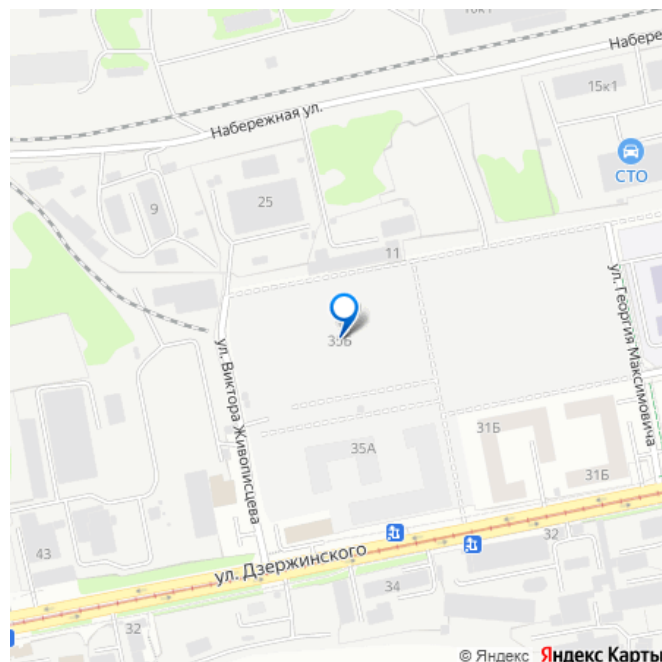 10к1
Набережная ул.
Набере
15к1
СТО
9
25
11
35Б
ул. Георгия Максимовича
ул. Виктора Живописцева
31Б
35А
31Б
43
ул. Дзержинского
32
34
32
© Яндекс Яндекс Карты